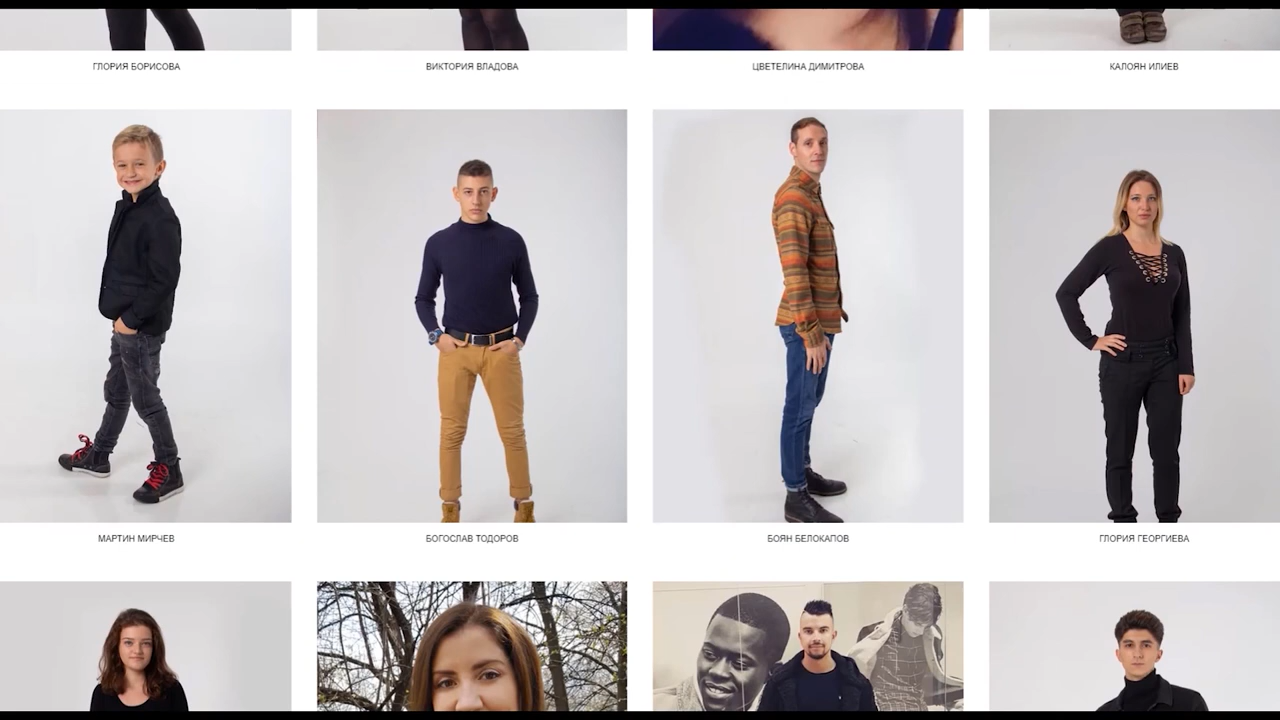 ГЛОРИЯ БОРИСОВА
ВИКТОРИЯ ВЛАДОВА
ЦВЕТЕЛИНА ДИМИТРОВА
КАЛОЯН ИЛИЕВ
МАРТИН МИРЧЕВ
БОГОСЛАВ ТОДОРОВ
БОЯН БЕЛОКАПОВ
ГЛОРИЯ ГЕОРГИЕВА